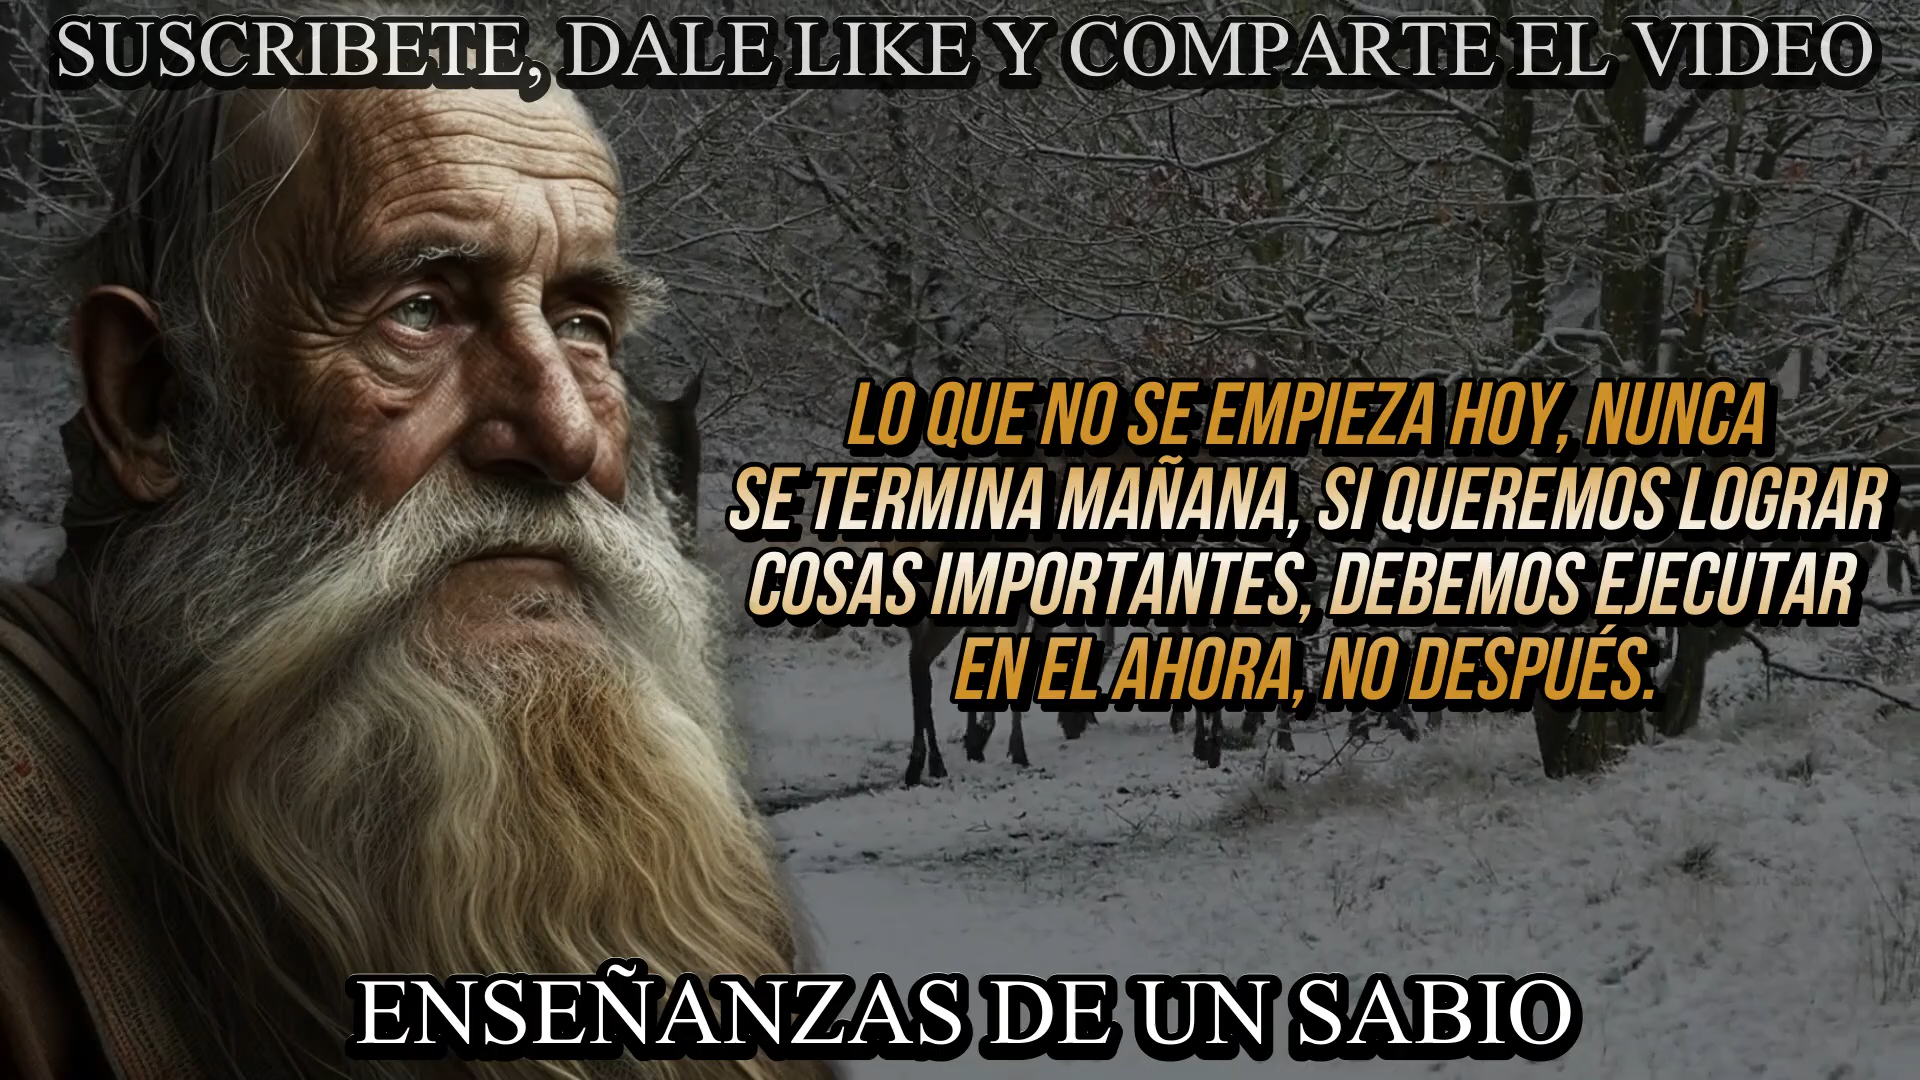 SUSCRIBETE, DALE LIKE Y COMPARTE EL VIDEO
LO QUE NO SE EMPIEZA HOY, NUNCA
SE TERMINA MAÑANA, SI QUEREMOS LOGRAR
COSAS IMPORTANTES, DEBEMOS EJECUTAR
EN EL AHORA, NO DESPUÉS.
ENSEÑANZAS DE UN SABIO